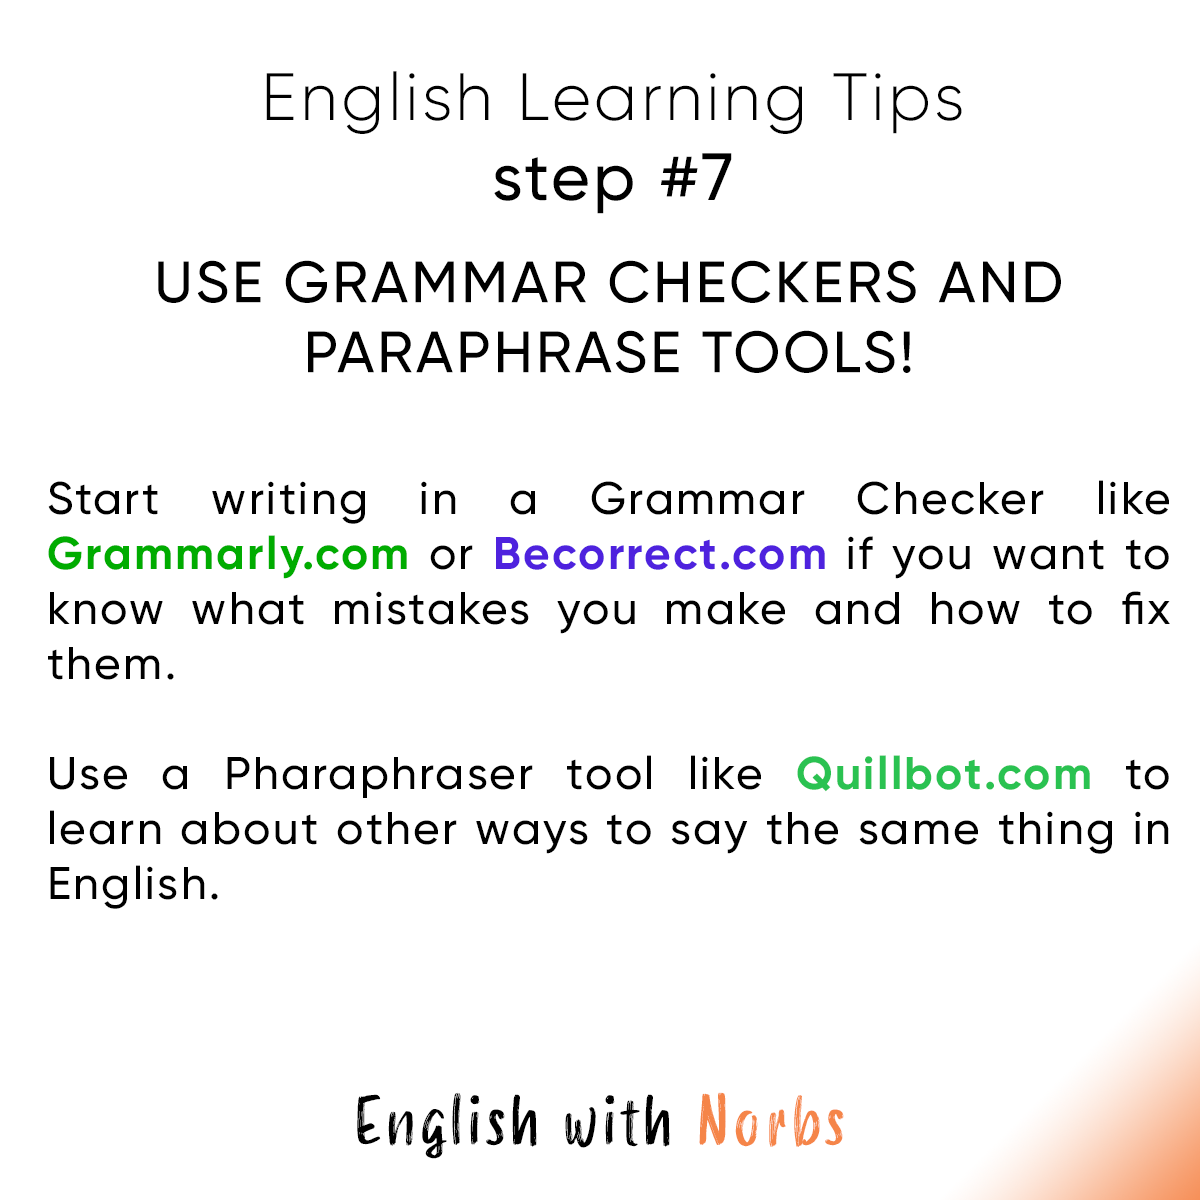 English Learning Tips
step #7
USE GRAMMAR CHECKERS AND
PARAPHRASE TOOLS!
Start writing in a Grammar Checker like
Grammarly.com or Becorrect.com if you want to
know what mistakes you make and how to fix
them.
Use a Pharaphraser tool like Quillbot.com to
learn about other ways to say the same thing in
English.
English with Norbs